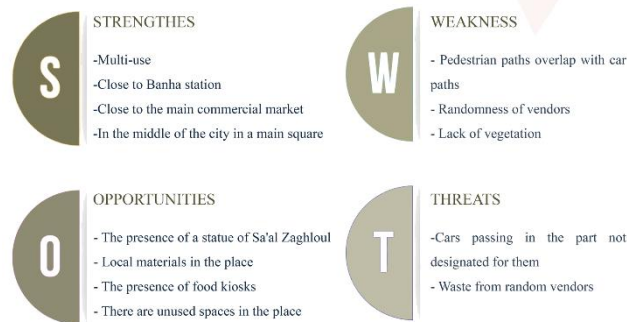 S
STRENGTHES
-Multi-use
-Close to Banha station
-Close to the main commercial market
-In the middle of the city in a main square
W
WEAKNESS
- Pedestrian paths overlap with car
paths
- Randomness of vendors
- Lack of vegetation
O
OPPORTUNITIES
- The presence of a statue of Sa'al Zaghloul
- Local materials in the place
- The presence of food kiosks
- There are unused spaces in the place
T
THREATS
-Cars passing in the part not
designated for them
- Waste from random vendors